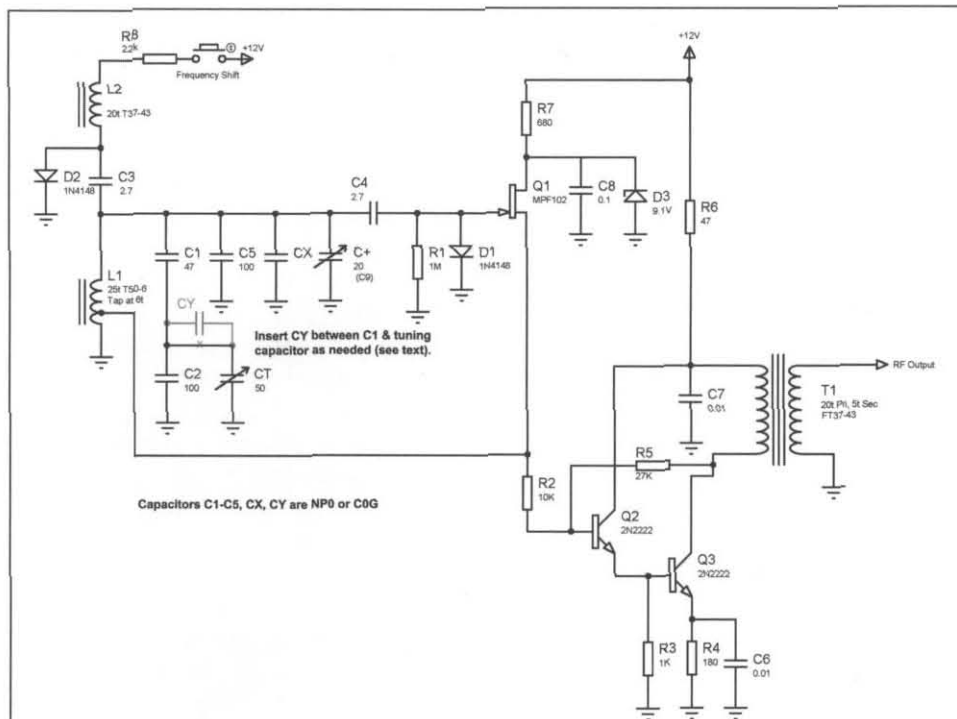 R8
22k
+12V
Frequency Shift
L2
20t T37-43
D2
1N4148
C3
2.7
C4
2.7
+12V
R7
680
Q1
MPF102
C8
0.1
D3
9.1V
R6
47
C1
47
C5
100
CX
C+
20
(C9)
R1
1M
D1
1N4148
L1
25t T50-6
Tap at 6t
CY
x
Insert CY between C1 & tuning
capacitor as needed (see text).
C2
100
CT
50
C7
0.01
RF Output
T1
20t Pri, 5t Sec
FT37-43
R5
27K
R2
10K
Capacitors C1-C5, CX, CY are NP0 or C0G
Q2
2N2222
Q3
2N2222
R3
1K
R4
180
C6
0.01